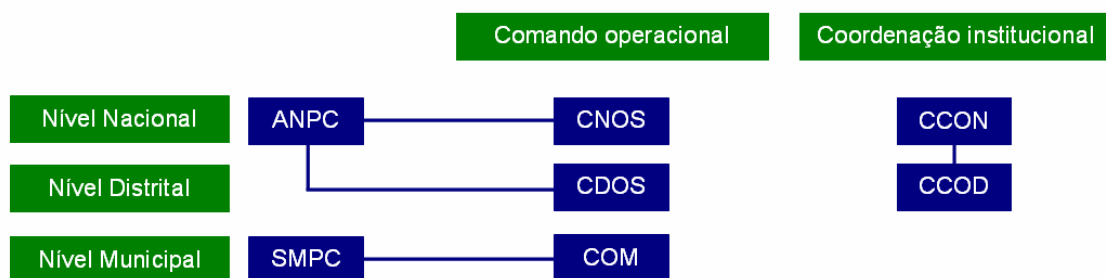 Comando operacional
Coordenação institucional
Nível Nacional
ANPC
CNOS
CCON
Nível Distrital
CDOS
CCOD
Nível Municipal
SMPC
COM